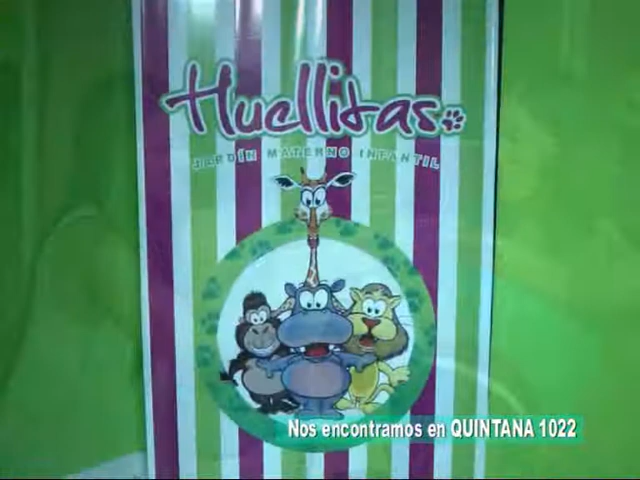 Huellitas
JARDÍN MATERNO INFANTIL
Nos encontramos en QUINTANA 1022